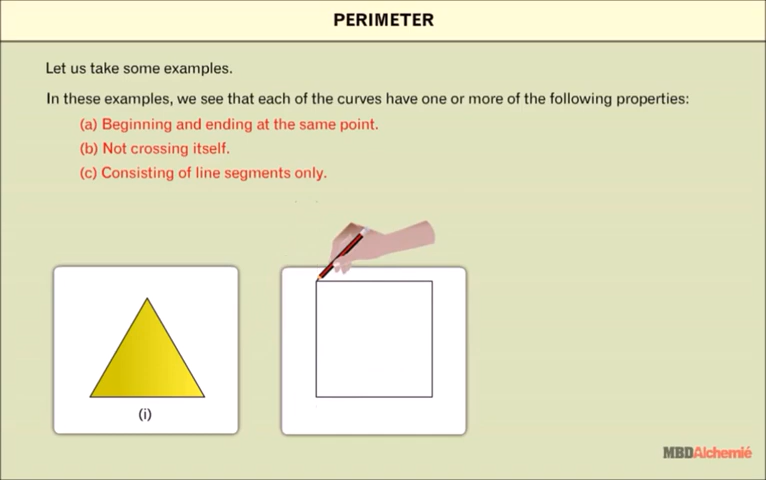 PERIMETER
Let us take some examples.
In these examples, we see that each of the curves have one or more of the following properties:
(a) Beginning and ending at the same point.
(b) Not crossing itself.
(c) Consisting of line segments only.
(i)
MBDAlchemié